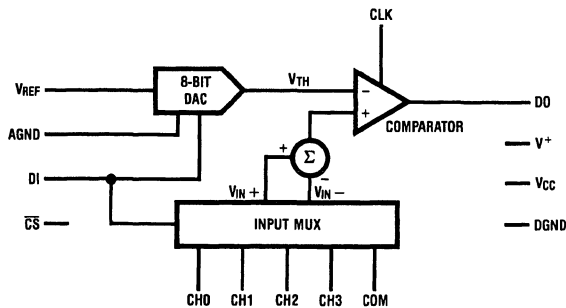 CLK
8-BIT
DAC
VREF
VTH
−
+
DO
COMPARATOR
AGND
V+
+
Σ
−
DI
VIN+
VIN−
VCC
CS
INPUT MUX
DGND
CH0
CH1
CH2
CH3
COM